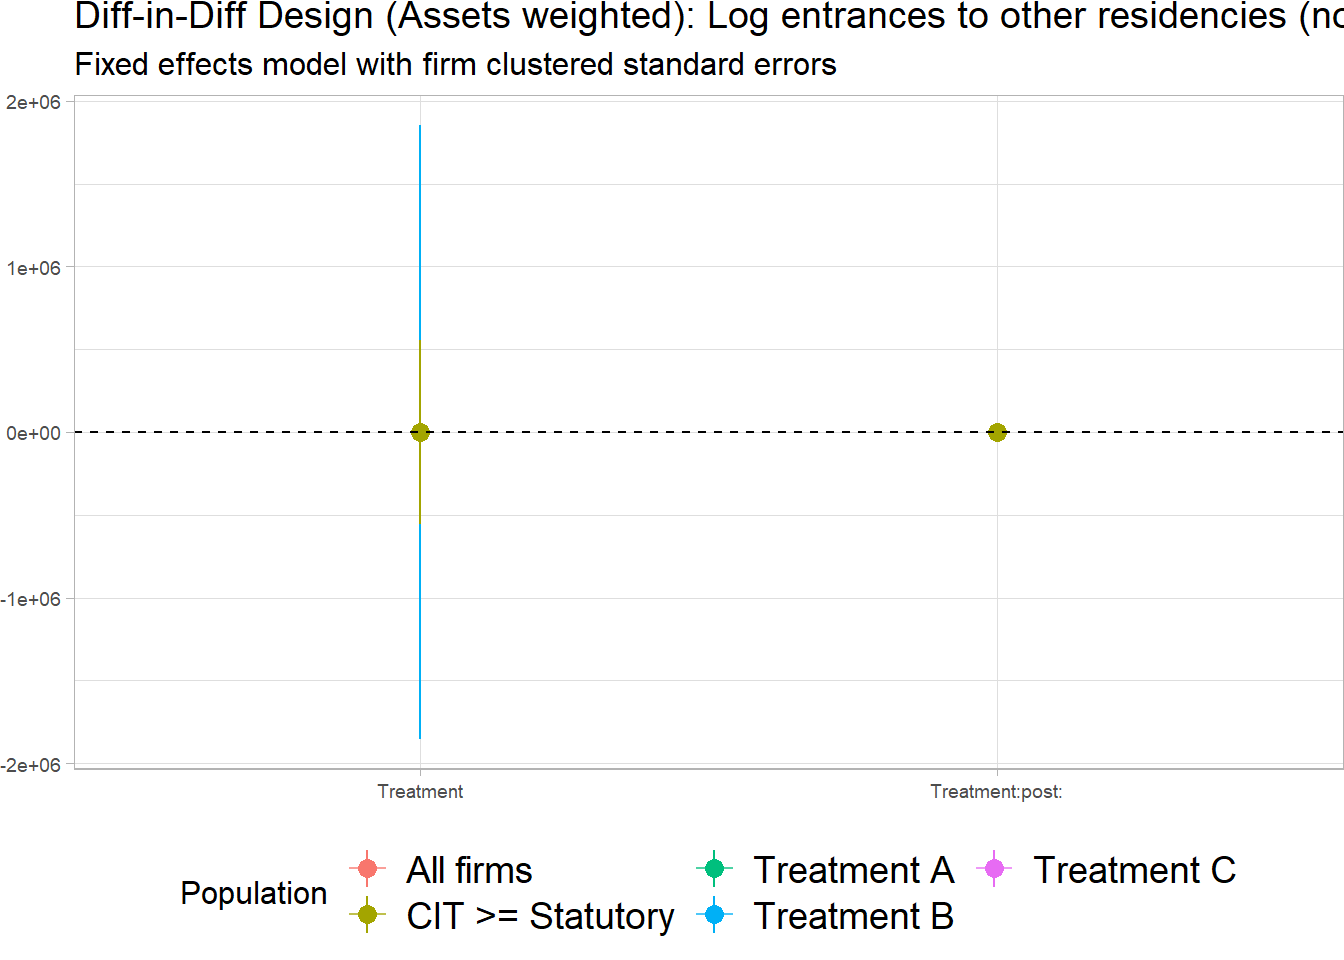 Diff-in-Diff Design (Assets weighted): Log entrances to other residencies (no
Fixed effects model with firm clustered standard errors
2e+06
1e+06
0e+00
-1e+06
-2e+06
Treatment
Treatment:post:
Population
All firms
CIT >= Statutory
Treatment A
Treatment B
Treatment C